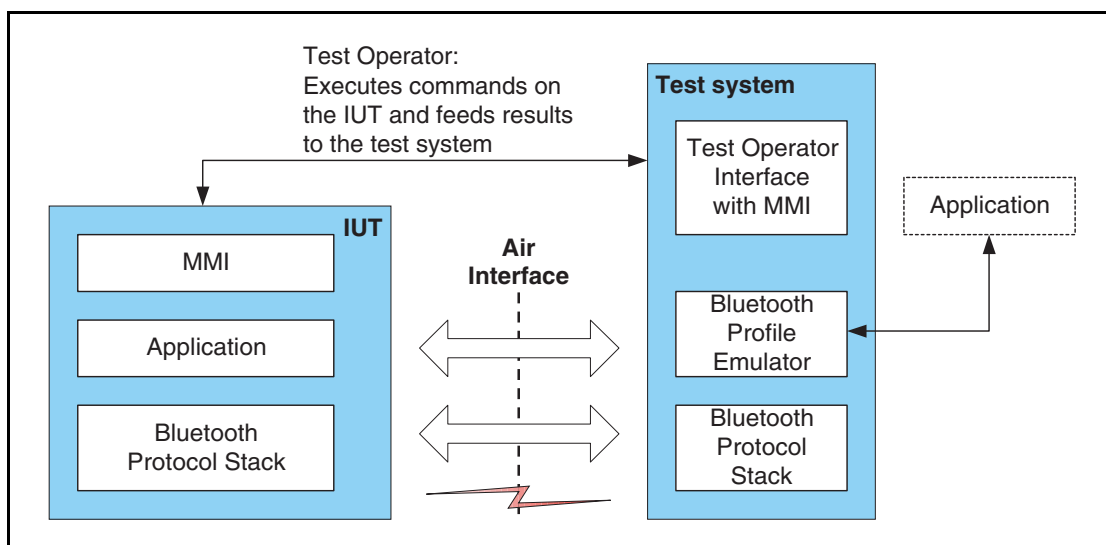 Test Operator:
Executes commands on
the IUT and feeds results
to the test system
Test system
Test Operator
Interface
with MMI
Application
IUT
MMI
Air
Interface
Application
Bluetooth
Profile
Emulator
Bluetooth
Protocol Stack
Bluetooth
Protocol
Stack